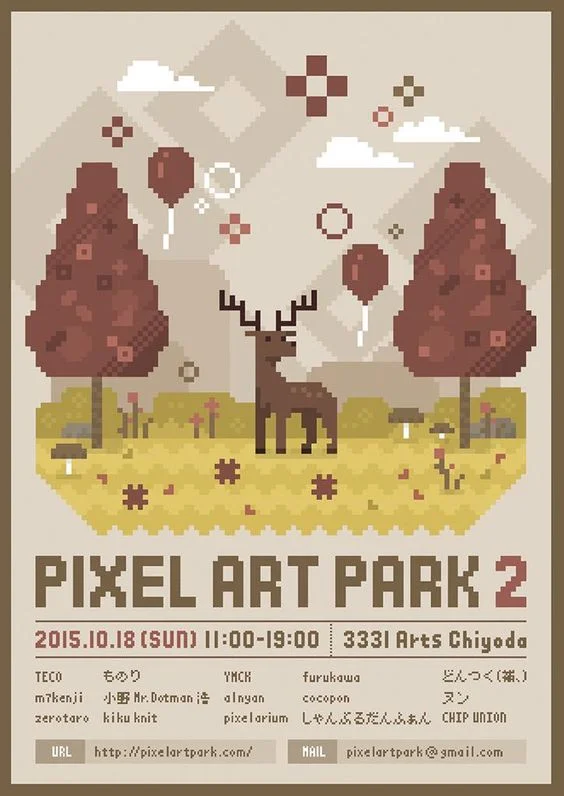 PIXEL ART PARK 2
2015.10.18 (SUN) 11:00-19:00 3331 Arts Chiyoda
TECO ものり YMCK furukawa どんつく(雑、)
m7kenji 小野 Mr.Dotman 浩 alnyan cocopon ヌン
zerotaro kiku knit pixelarium しゃんぶるだんふぁん CHIP UNION
URL http://pixelartpark.com/ MAIL pixelartpark@gmail.com